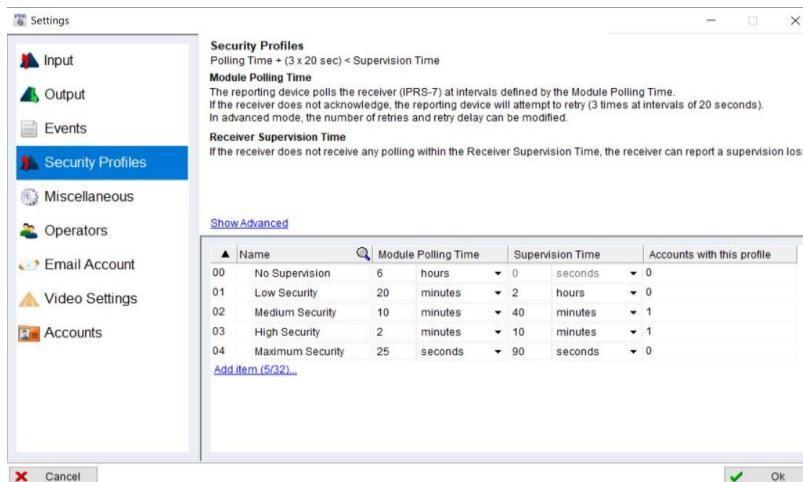 Settings
Input
Output
Events
Security Profiles
Miscellaneous
Operators
Email Account
Video Settings
Accounts
Security Profiles
Polling Time + (3 x 20 sec) < Supervision Time
Module Polling Time
The reporting device polls the receiver (IPRS-7) at intervals defined by the Module Polling Time.
If the receiver does not acknowledge, the reporting device will attempt to retry (3 times at intervals of 20 seconds).
In advanced mode, the number of retries and retry delay can be modified.
Receiver Supervision Time
If the receiver does not receive any polling within the Receiver Supervision Time, the receiver can report a supervision los
Show Advanced
Name Module Polling Time Supervision Time Accounts with this profile
00 No Supervision 6 hours 0 seconds 0
01 Low Security 20 minutes 2 hours 0
02 Medium Security 10 minutes 40 minutes 1
03 High Security 2 minutes 10 minutes 1
04 Maximum Security 25 seconds 90 seconds 0
Add item (5/32)...
Cancel Ok